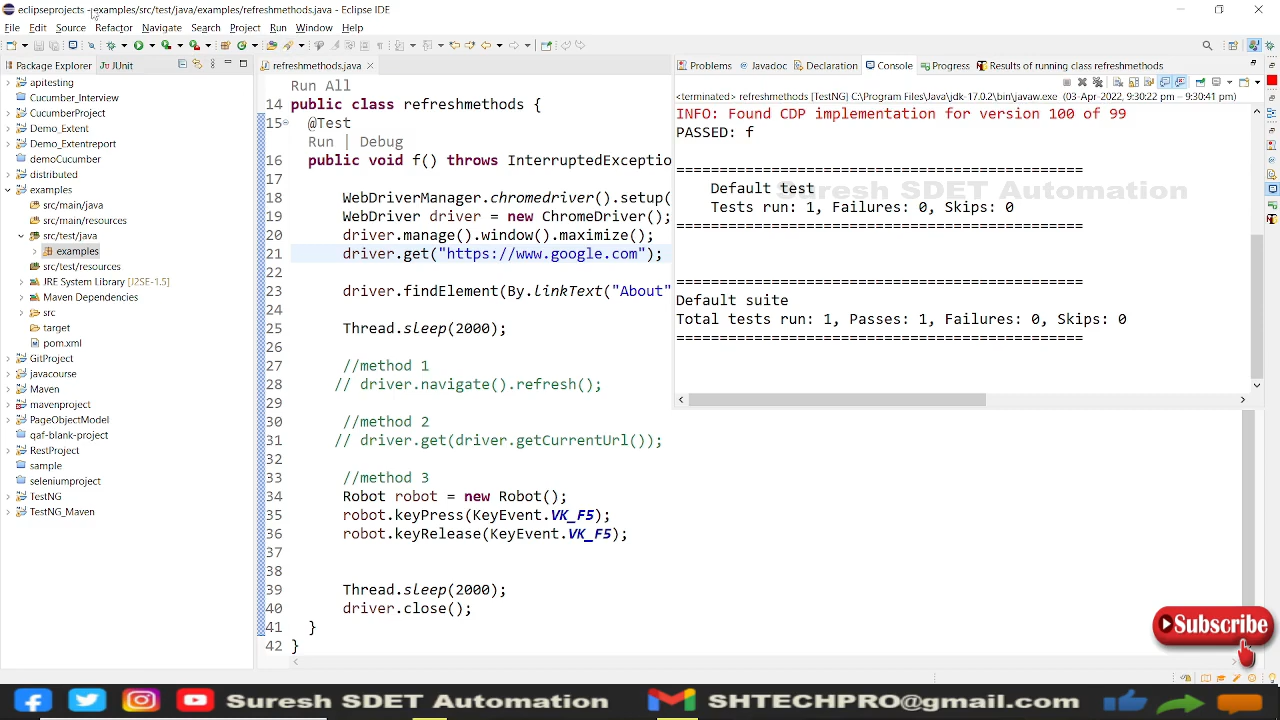 eclipseprojects - examples/src/test/java/examples/refreshmethods.java - Eclipse IDE
File Edit Source Refactor Navigate Search Project Run Window Help
Package Explorer
JUnit
apitesting
Cucumber_Interview
CucumberProject
Demo_Extent
Demo_Extentreport
demoCucumber
distributed
examples
src/main/java
src/main/resources
src/test/java
examples
src/test/resources
JRE System Library [J2SE-1.5]
Maven Dependencies
src
target
pom.xml
GitProject
javacourse
Maven
mavenproject
PageObjectModel
qaf-blank-project
RestProject
sample
seleniumproject
TestNG
TestNG_Maven
refreshmethods.java
Run All
14 public class refreshmethods {
15 @Test
Run | Debug
16 public void f() throws InterruptedExceptio
17
18 WebDriverManager.chromedriver().setup(
19 WebDriver driver = new ChromeDriver();
20 driver.manage().window().maximize();
21 driver.get("https://www.google.com");
22
23 driver.findElement(By.linkText("About"
24
25 Thread.sleep(2000);
26
27 //method 1
28 // driver.navigate().refresh();
29
30 //method 2
31 // driver.get(driver.getCurrentUrl());
32
33 //method 3
34 Robot robot = new Robot();
35 robot.keyPress(KeyEvent.VK_F5);
36 robot.keyRelease(KeyEvent.VK_F5);
37
38
39 Thread.sleep(2000);
40 driver.close();
41 }
42 }
Problems Javadoc Declaration Console Progress Results of running class refreshmethods
<terminated> refreshmethods [TestNG] C:\Program Files\Java\jdk-17.0.2\bin\javaw.exe (03-Apr-2022, 9:30:22 pm – 9:30:41 pm)
INFO: Found CDP implementation for version 100 of 99
PASSED: f
===============================================
Default test
Tests run: 1, Failures: 0, Skips: 0
===============================================
===============================================
Default suite
Total tests run: 1, Passes: 1, Failures: 0, Skips: 0
===============================================
Suresh SDET Automation
Subscribe
Suresh SDET Automation
SHTECHPRO@gmail.com